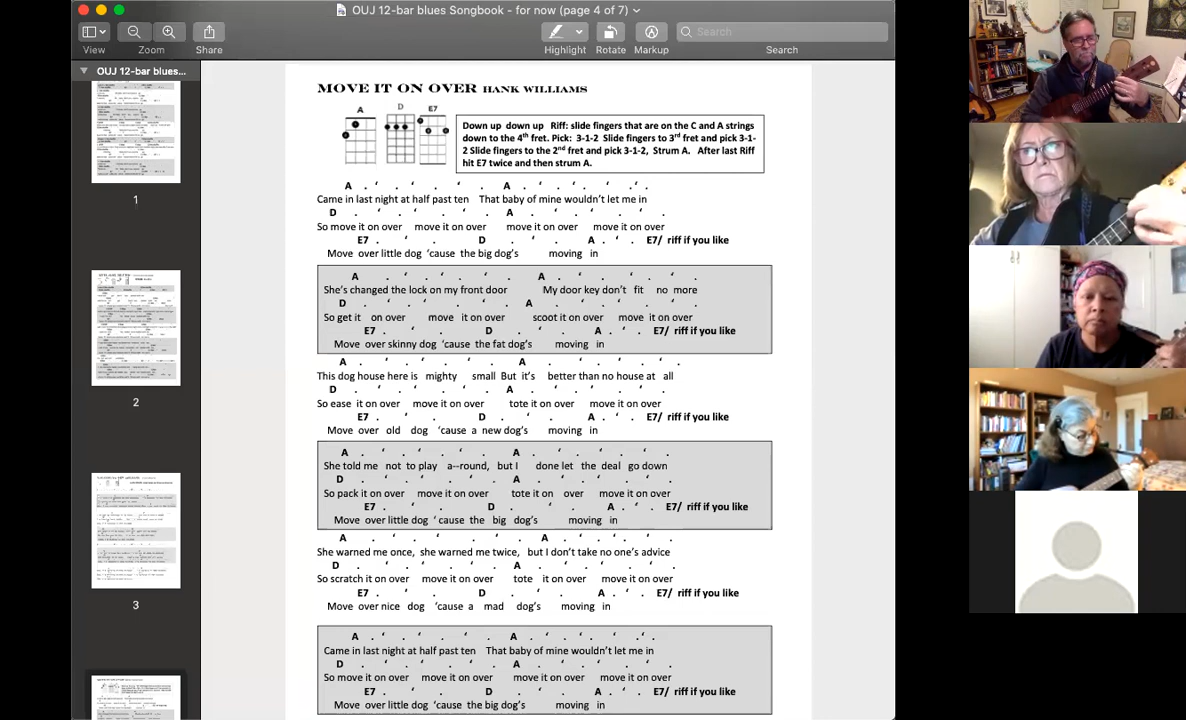 OUJ 12-bar blues Songbook - for now (page 4 of 7)
View Zoom Share Highlight Rotate Markup Search
Search
OUJ 12-bar blues...
1
2
3
MOVE IT ON OVER HANK WILLIAMS
A D E7
Down up down up etc or slide Fingers that are on the C and A strings
down to the 4th fret. Pick 3-1-2 Slide fingers to 3rd fret and pick 3-1-
2 Slide fingers to the 2nd fret and pick 3-1-2, Strum A. After last Riff
hit E7 twice and then strum A.
A . ‘ . ‘ . ‘ . A . ‘ . ‘ . ‘ .
Came in last night at half past ten That baby of mine wouldn’t let me in
D . . ‘ . ‘ . A . ‘ . ‘ . ‘ .
So move it on over move it on over move it on over move it on over
E7 . ‘ . D . ‘ . A . ‘ . E7/ riff if you like
Move over little dog ‘cause the big dog’s moving in
A . ‘ . ‘ . ‘ . A . ‘ . ‘ . ‘ .
She’s changed the lock on my front door My door key don’t fit no more
D . ‘ . ‘ . ‘ . A . ‘ . ‘ . ‘ .
So get it on over move it on over scoot it on over move it on over
E7 . ‘ . D . ‘ . A . ‘ . E7/ riff if you like
Move over skinny dog ‘cause the fat dog’s moving in
A . ‘ . ‘ . ‘ . A . ‘ . ‘ . ‘ .
This dog house here is mighty small But it’s better than no house at all
D . ‘ . ‘ . ‘ . A . ‘ . ‘ . ‘ .
So ease it on over move it on over tote it on over move it on over
E7 . ‘ . D . ‘ . A . ‘ . E7/ riff if you like
Move over old dog ‘cause a new dog’s moving in
A . ‘ . ‘ . ‘ . A . ‘ . ‘ . ‘ .
She told me not to play a--round, but I done let the deal go down
D . ‘ . ‘ . ‘ . A . ‘ . ‘ . ‘ .
So pack it on over move it on over tote it on over move it on over
E7 . ‘ . D . ‘ . A . ‘ . E7/ riff if you like
Move over little dog ‘cause the big dog’s moving in
A . ‘ . ‘ . ‘ . A . ‘ . ‘ . ‘ .
She warned me once, she warned me twice, but I don’t take no one’s advice
D . ‘ . ‘ . ‘ . A . ‘ . ‘ . ‘ .
So scratch it on over move it on over tote it on over move it on over
E7 . ‘ . D . ‘ . A . ‘ . E7/ riff if you like
Move over nice dog ‘cause a mad dog’s moving in
A . ‘ . ‘ . ‘ . A . ‘ . ‘ . ‘ .
Came in last night at half past ten That baby of mine wouldn’t let me in
D . ‘ . ‘ . ‘ . A . ‘ . ‘ . ‘ .
So move it on over move it on over move it on over move it on over
E7 . ‘ . D . ‘ . A . ‘ . E7/ riff if you like
Move over little dog ‘cause the big dog’s moving in